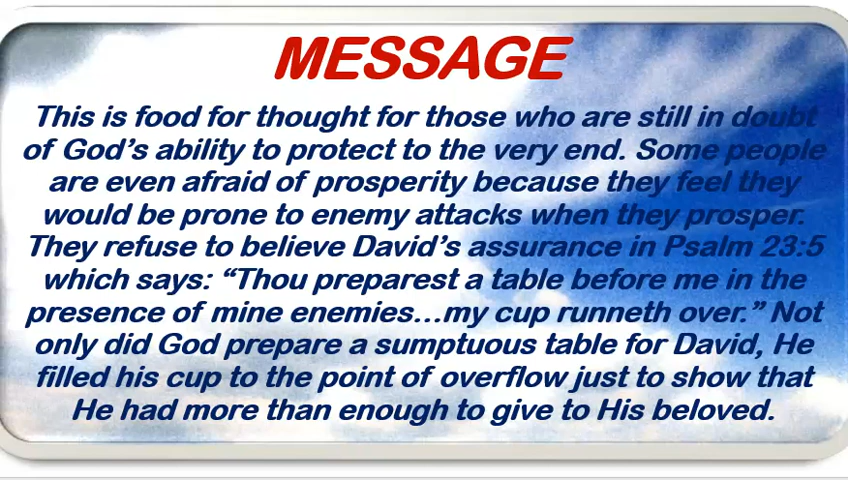 MESSAGE
This is food for thought for those who are still in doubt
of God's ability to protect to the very end. Some people
are even afraid of prosperity because they feel they
would be prone to enemy attacks when they prosper.
They refuse to believe David's assurance in Psalm 23:5
which says: “Thou preparest a table before me in the
presence of mine enemies…my cup runneth over.” Not
only did God prepare a sumptuous table for David, He
filled his cup to the point of overflow just to show that
He had more than enough to give to His beloved.